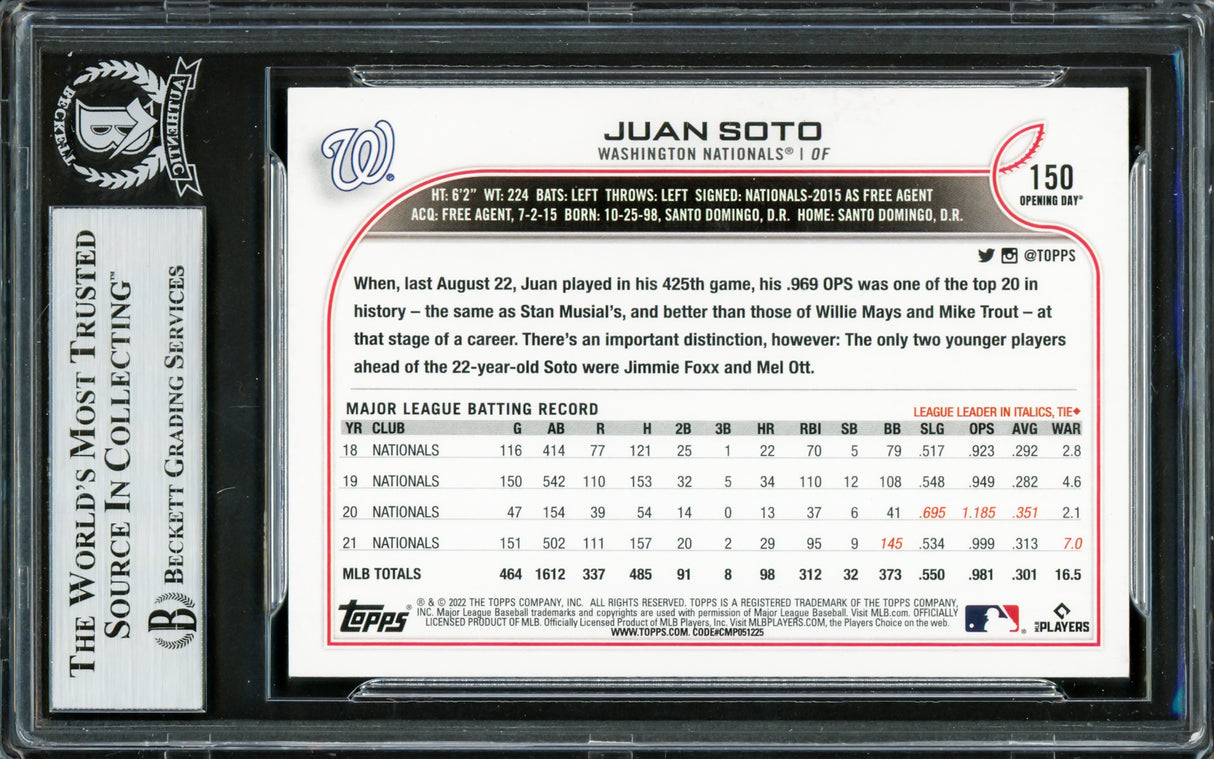 BECKETT
AUTHENTIC
B
THE WORLD'S MOST TRUSTED
SOURCE IN COLLECTING™
B BECKETT GRADING SERVICES
W®
JUAN SOTO
WASHINGTON NATIONALS® | OF
150
OPENING DAY®
HT: 6'2" WT: 224 BATS: LEFT THROWS: LEFT SIGNED: NATIONALS-2015 AS FREE AGENT
ACQ: FREE AGENT, 7-2-15 BORN: 10-25-98, SANTO DOMINGO, D.R. HOME: SANTO DOMINGO, D.R.
@TOPPS
When, last August 22, Juan played in his 425th game, his .969 OPS was one of the top 20 in
history – the same as Stan Musial's, and better than those of Willie Mays and Mike Trout – at
that stage of a career. There's an important distinction, however: The only two younger players
ahead of the 22-year-old Soto were Jimmie Foxx and Mel Ott.
MAJOR LEAGUE BATTING RECORD LEAGUE LEADER IN ITALICS, TIE◆
YR CLUB G AB R H 2B 3B HR RBI SB BB SLG OPS AVG WAR
18 NATIONALS 116 414 77 121 25 1 22 70 5 79 .517 .923 .292 2.8
19 NATIONALS 150 542 110 153 32 5 34 110 12 108 .548 .949 .282 4.6
20 NATIONALS 47 154 39 54 14 0 13 37 6 41 .695 1.185 .351 2.1
21 NATIONALS 151 502 111 157 20 2 29 95 9 145 .534 .999 .313 7.0
MLB TOTALS 464 1612 337 485 91 8 98 312 32 373 .550 .981 .301 16.5
Topps®
® & © 2022 THE TOPPS COMPANY, INC. ALL RIGHTS RESERVED. TOPPS IS A REGISTERED TRADEMARK OF THE TOPPS COMPANY,
INC. Major League Baseball trademarks and copyrights are used with permission of Major League Baseball. Visit MLB.com. OFFICIALLY
LICENSED PRODUCT OF MLB. Officially Licensed Product of MLB Players, Inc. Visit MLBPLAYERS.COM, the Players Choice on the web.
WWW.TOPPS.COM. CODE#CMP051225
MLB PLAYERS